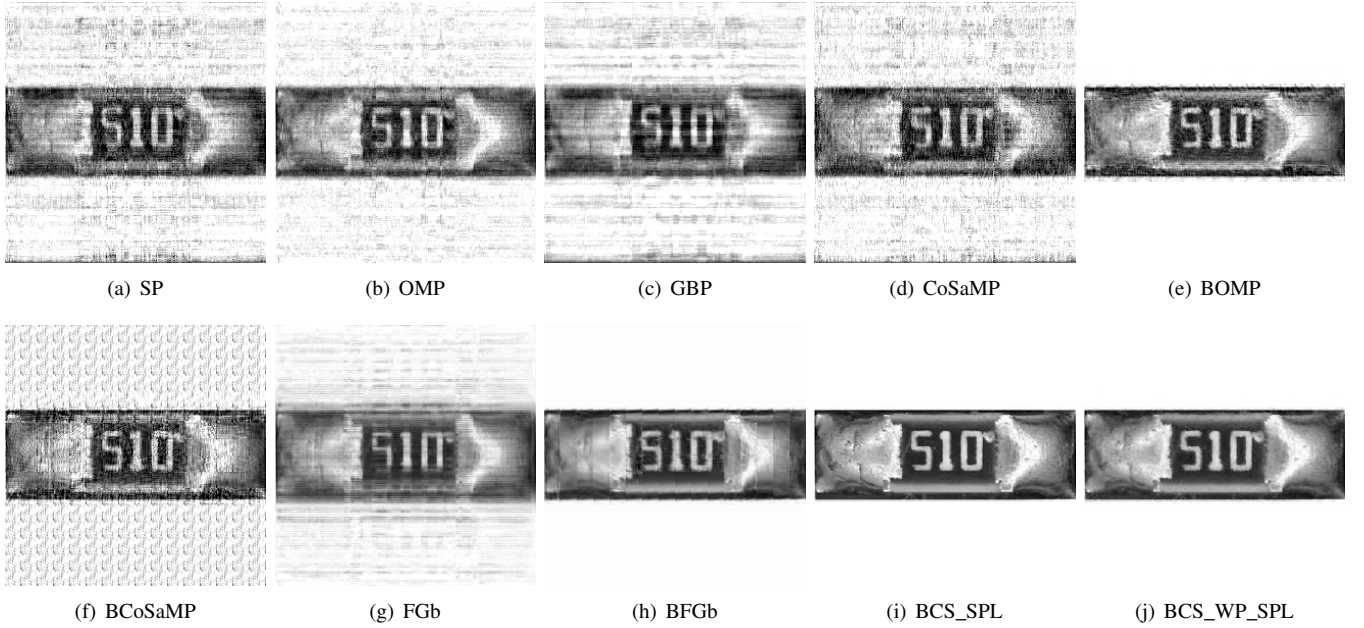 510 510 510 510 510
(a) SP (b) OMP (c) GBP (d) CoSaMP (e) BOMP
510 510 510 510 510
(f) BCoSaMP (g) FGb (h) BFGb (i) BCS_SPL (j) BCS_WP_SPL